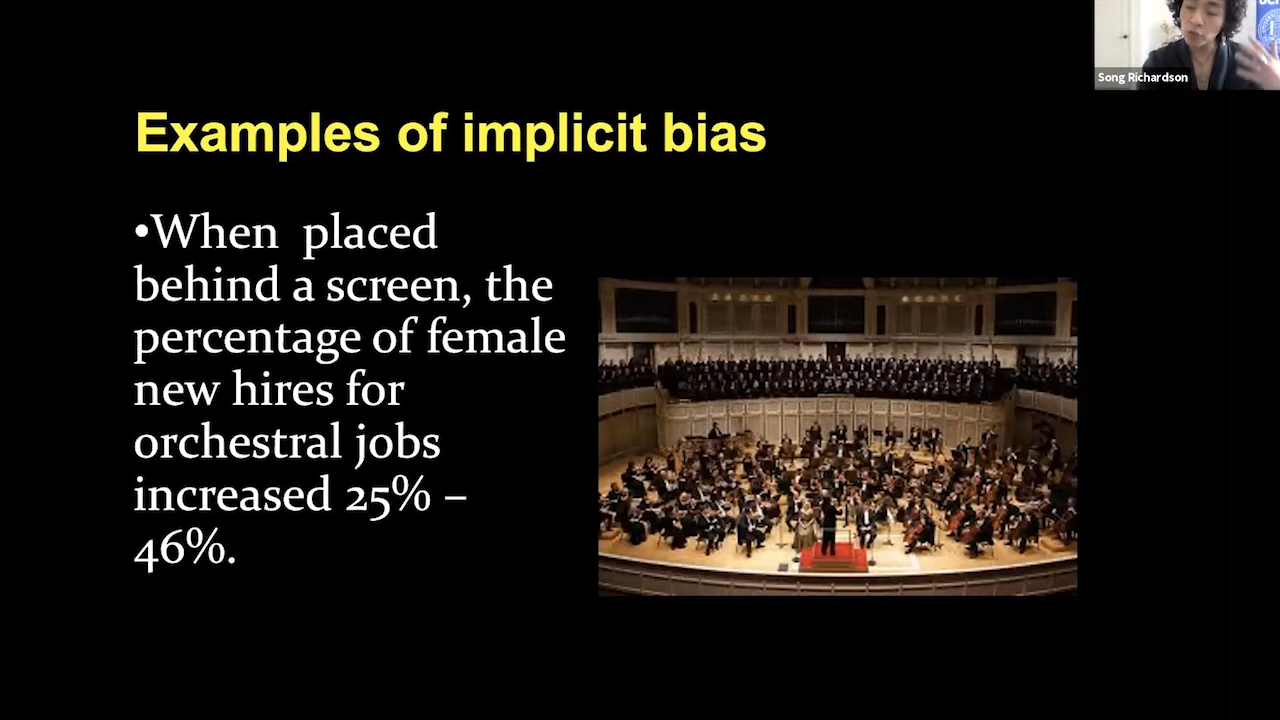 Song Richardson
Examples of implicit bias
•When placed
behind a screen, the
percentage of female
new hires for
orchestral jobs
increased 25% –
46%.